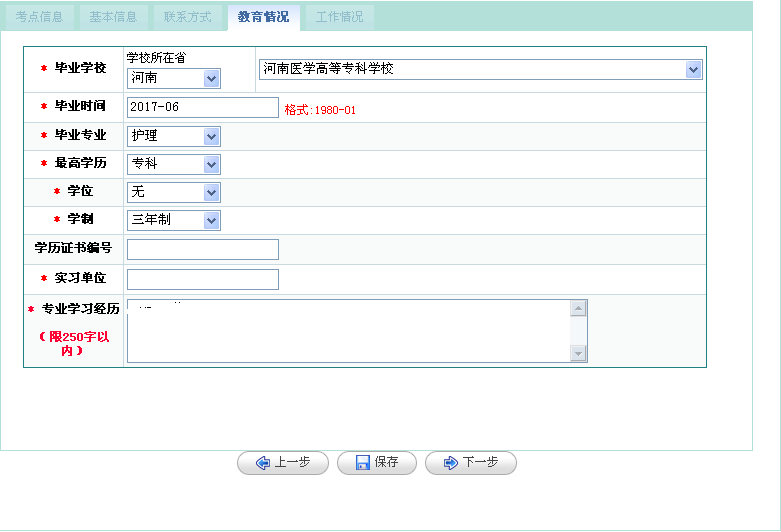 考点信息 基本信息 联系方式 教育情况 工作情况
* 毕业学校 学校所在省
河南 河南医学高等专科学校
* 毕业时间 2017-06 格式:1980-01
* 毕业专业 护理
* 最高学历 专科
* 学位 无
* 学制 三年制
学历证书编号
* 实习单位
* 专业学习经历
（限250字以
内）
上一步 保存 下一步